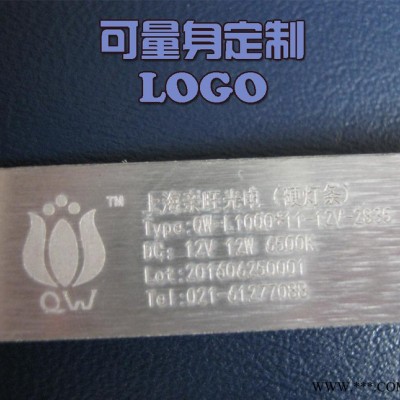 可量身定制
LOGO
TM
QW
上海荣旺光电（硬灯条）
Type:QW-L1000-11-12V-2835
DC: 12V 12W 6500K
Lot:201606250001
Tel:021-61277088